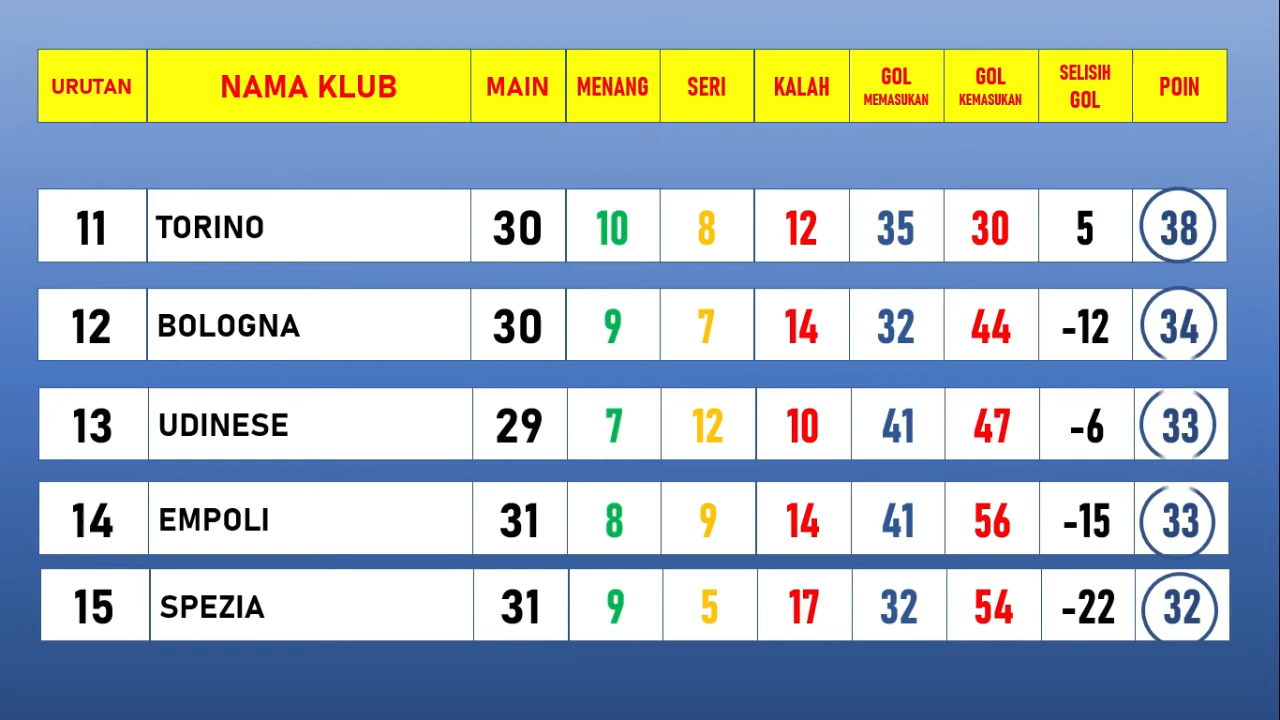 URUTAN NAMA KLUB MAIN MENANG SERI KALAH GOL MEMASUKAN GOL KEMASUKAN SELISIH GOL POIN
11 TORINO 30 10 8 12 35 30 5 38
12 BOLOGNA 30 9 7 14 32 44 -12 34
13 UDINESE 29 7 12 10 41 47 -6 33
14 EMPOLI 31 8 9 14 41 56 -15 33
15 SPEZIA 31 9 5 17 32 54 -22 32